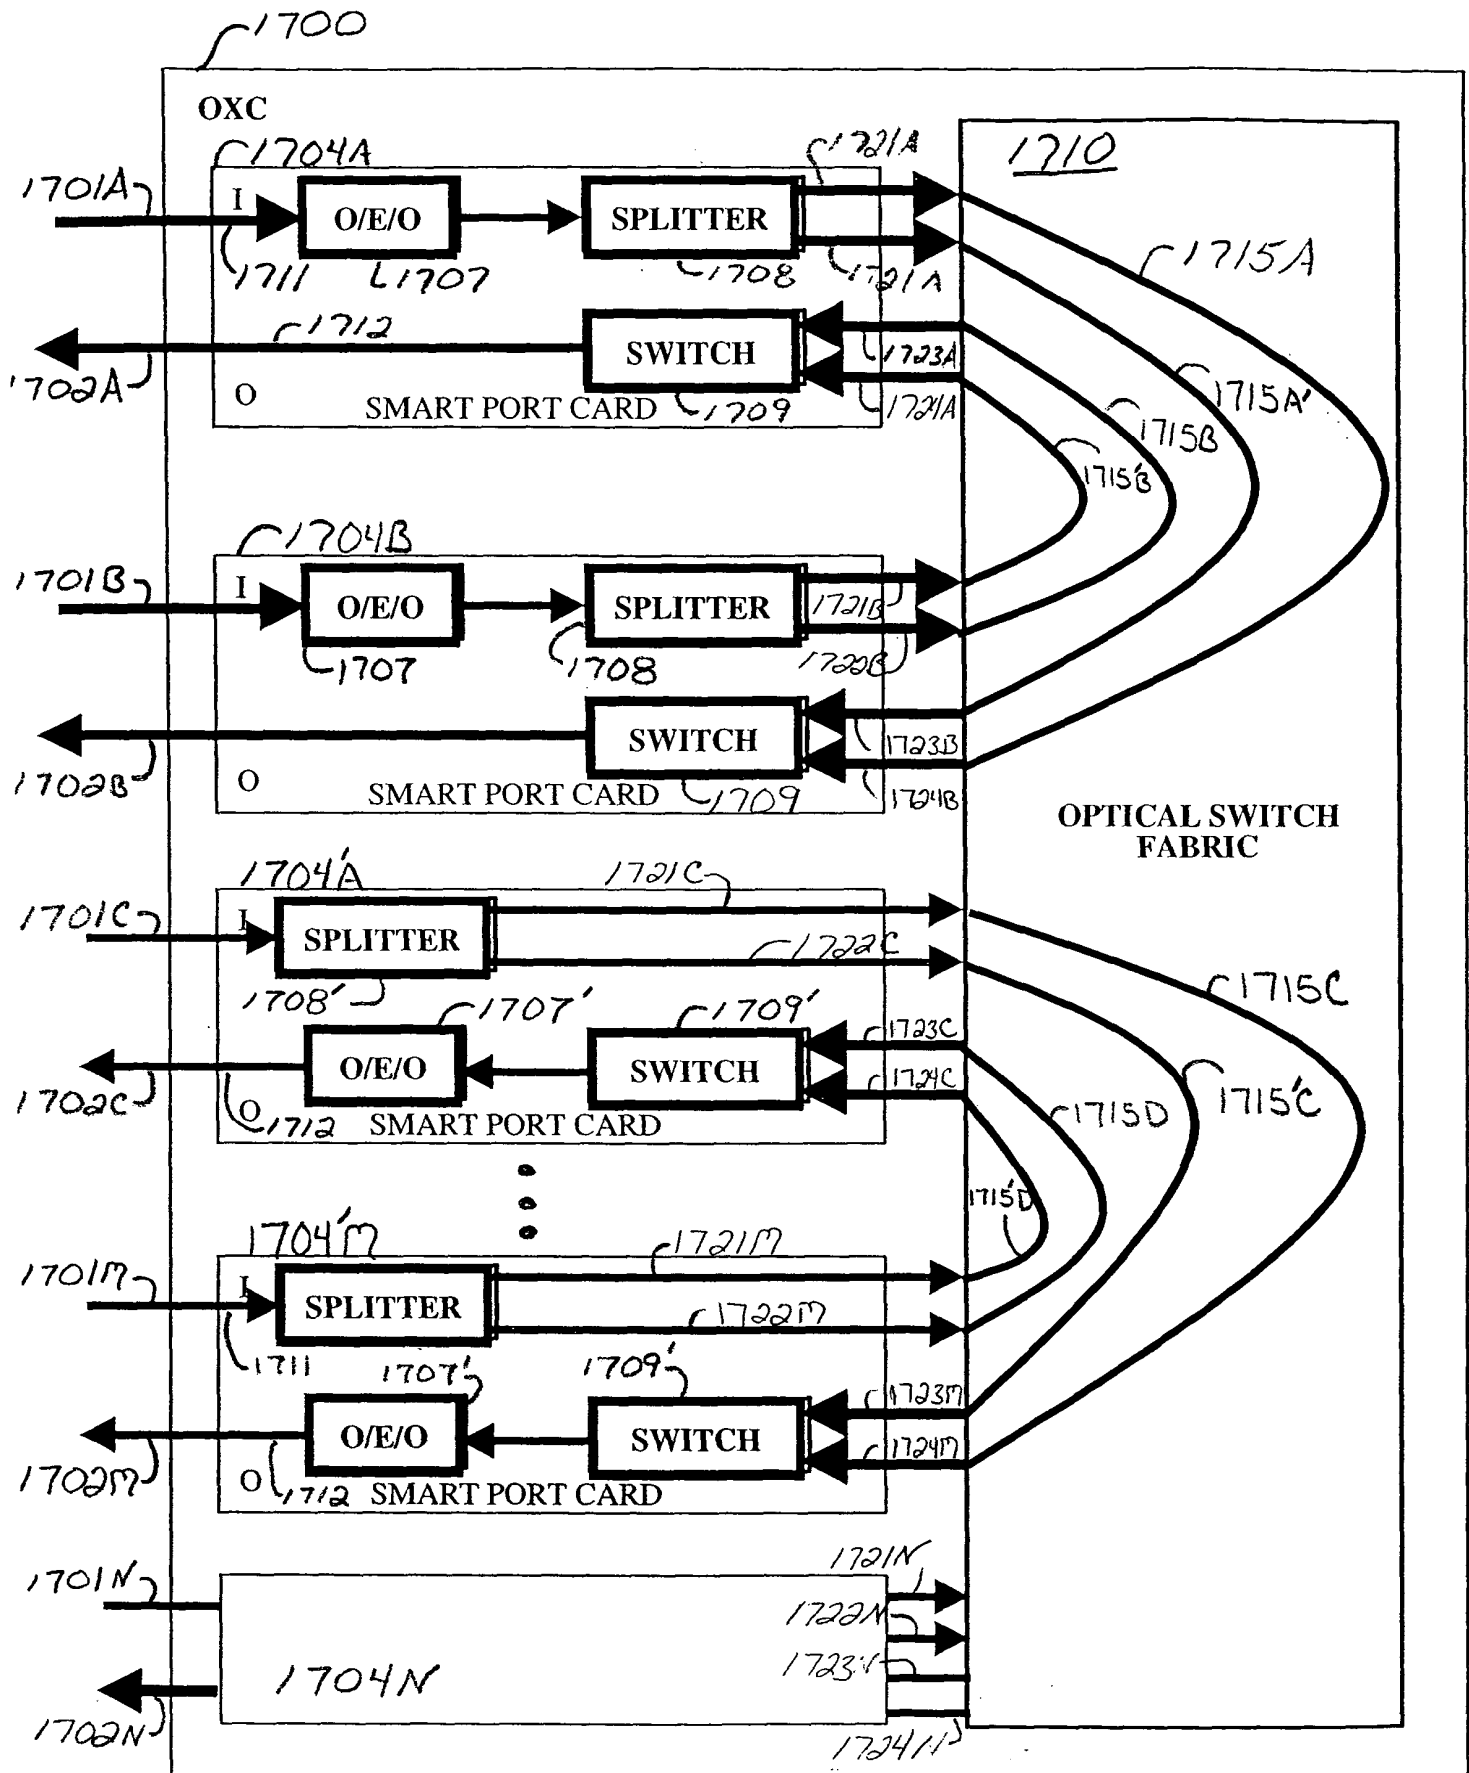 1700
OXC
1704A
1721A
1710
1701A
I
O/E/O
SPLITTER
1711
1707
1708
1721A
1715A
1712
SWITCH
1723A
1702A
O
SMART PORT CARD
1709
1724A
1715A'
1715B
1715'B
1704B
1701B
I
O/E/O
SPLITTER
1721B
1707
1708
1722B
SWITCH
1723B
1702B
O
SMART PORT CARD
1709
1724B
OPTICAL SWITCH
FABRIC
1704'A
1721C
1701C
I
SPLITTER
1722C
1708'
1707'
1709'
1715C
1723C
O/E/O
SWITCH
1724C
1702C
O
1712
SMART PORT CARD
1715D
1715'C
1715'D
1704'M
1721M
1701M
I
SPLITTER
1722M
1711
1707'
1709'
1723M
O/E/O
SWITCH
1724M
1702M
O
1712
SMART PORT CARD
1721N
1701N
1722N
1723N
1704N
1702N
1724N